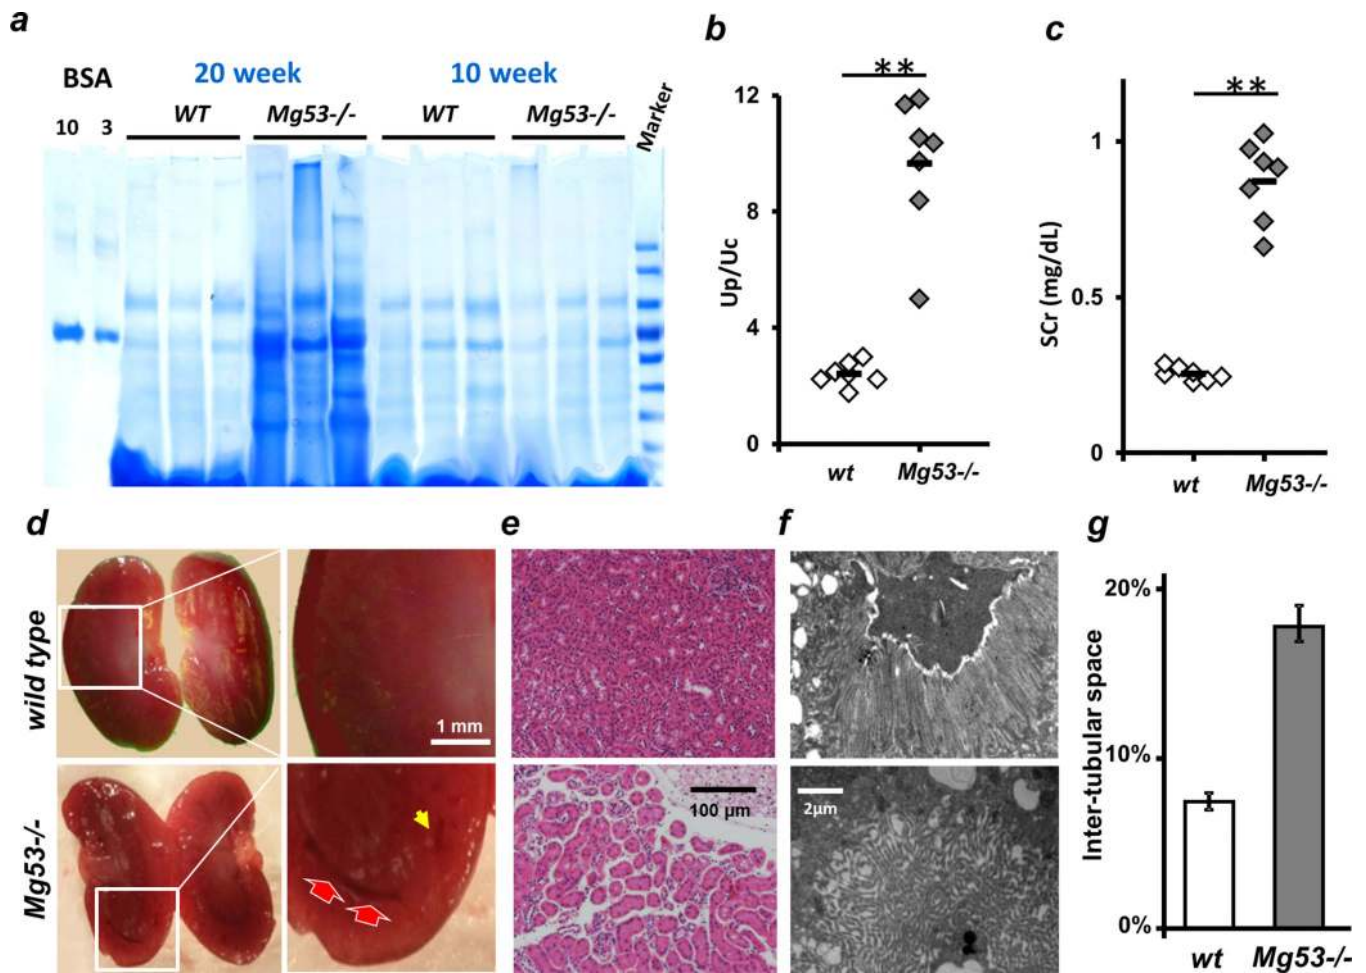 a
BSA
20 week
10 week
WT
Mg53-/-
WT
Mg53-/-
Marker
10
3
b
**
12
8
4
0
Up/Uc
wt
Mg53-/-
c
**
1
0.5
0
SCr (mg/dL)
wt
Mg53-/-
d
wild type
Mg53-/-
1 mm
e
100 µm
f
2µm
g
20%
10%
0%
Inter-tubular space
wt
Mg53-/-